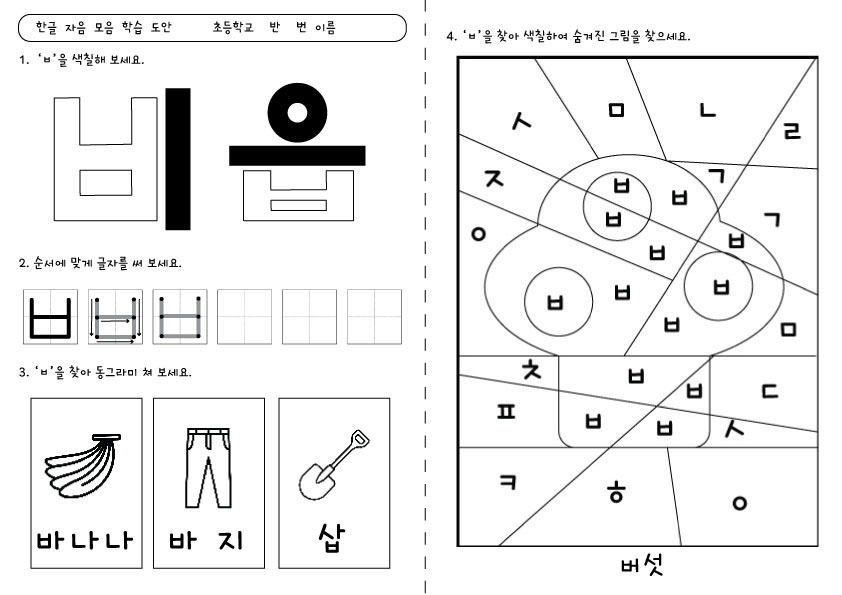 한글 자음 모음 학습 도안 초등학교 반 번 이름
1. 'ㅂ'을 색칠해 보세요.
비 읍
2. 순서에 맞게 글자를 써 보세요.
ㅂ ㅂ ㅂ
3. 'ㅂ'을 찾아 동그라미 쳐 보세요.
바나나 바 지 삽
4. 'ㅂ'을 찾아 색칠하여 숨겨진 그림을 찾으세요.
ㅅ ㅁ ㄴ ㄹ
ㅈ ㅂ ㅂ ㄱ
ㅂ ㄱ
ㅇ ㅂ ㅂ
ㅂ ㅂ ㅂ
ㅂ ㅁ
ㅊ ㅂ ㅂ ㄷ
ㅍ ㅂ ㅂ ㅅ
ㅋ ㅎ ㅇ
버섯